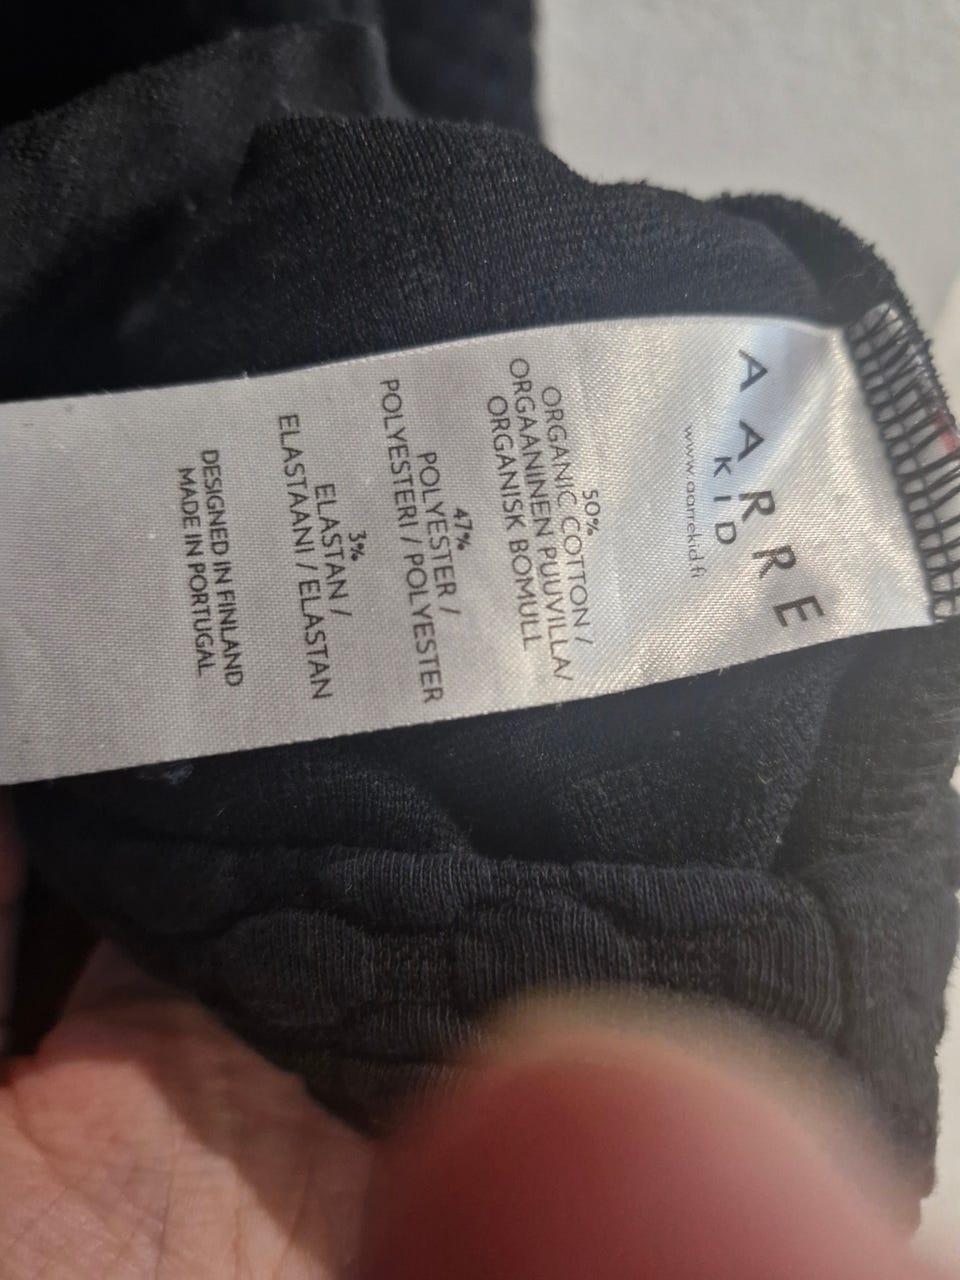 AARRE
KID
www.aarrekid.fi
50%
ORGANIC COTTON /
ORGAANINEN PUUVILLA/
ORGANISK BOMULL
47%
POLYESTER /
POLYESTERI / POLYESTER
3%
ELASTAN /
ELASTAANI / ELASTAN
DESIGNED IN FINLAND
MADE IN PORTUGAL